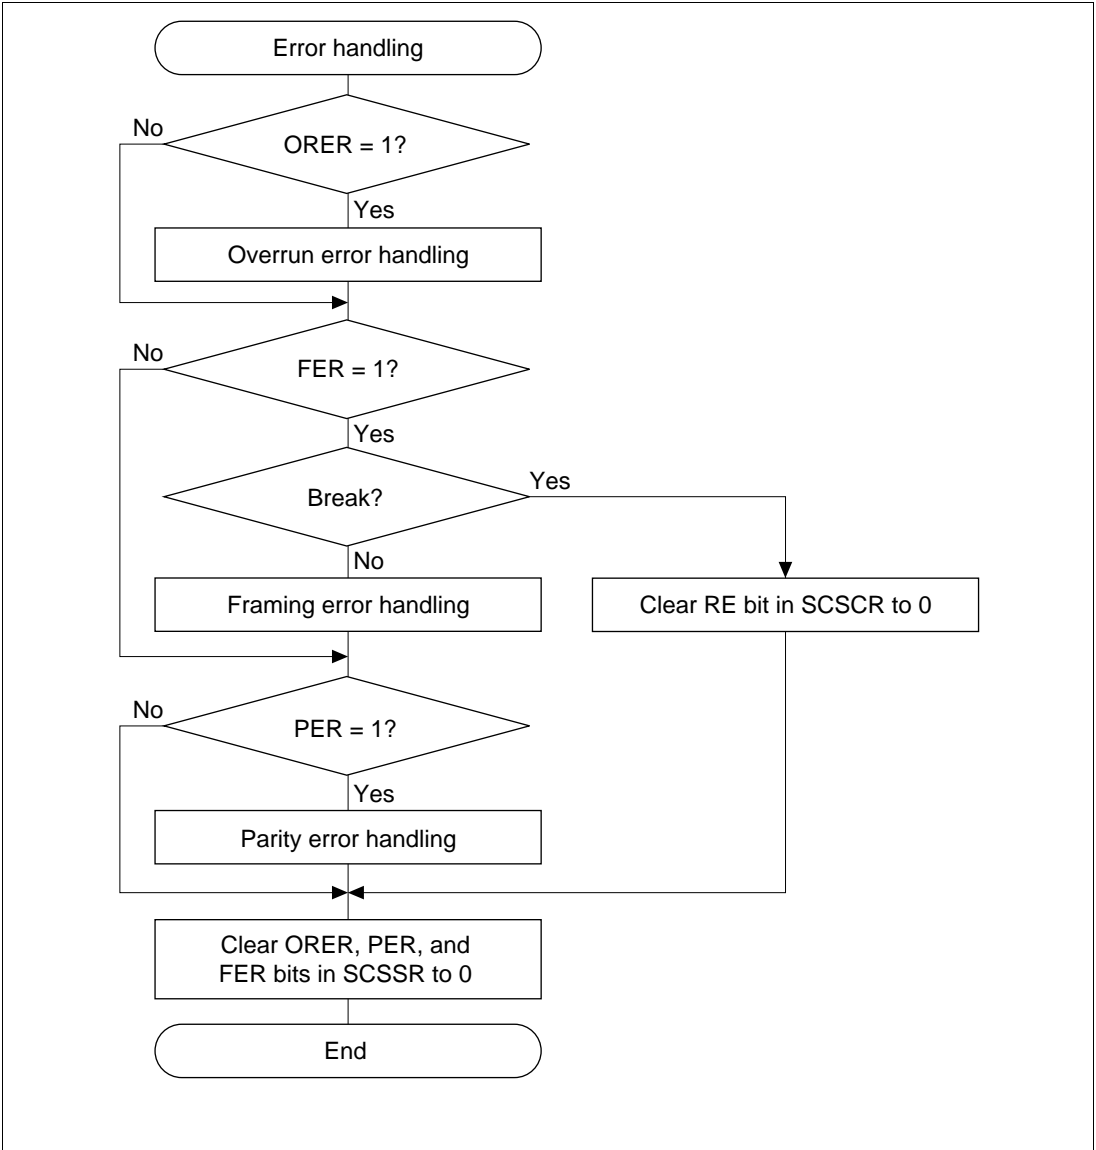 Error handling
No
ORER = 1?
Yes
Overrun error handling
No
FER = 1?
Yes
Break?
Yes
No
Framing error handling
Clear RE bit in SCSCR to 0
No
PER = 1?
Yes
Parity error handling
Clear ORER, PER, and
FER bits in SCSSR to 0
End